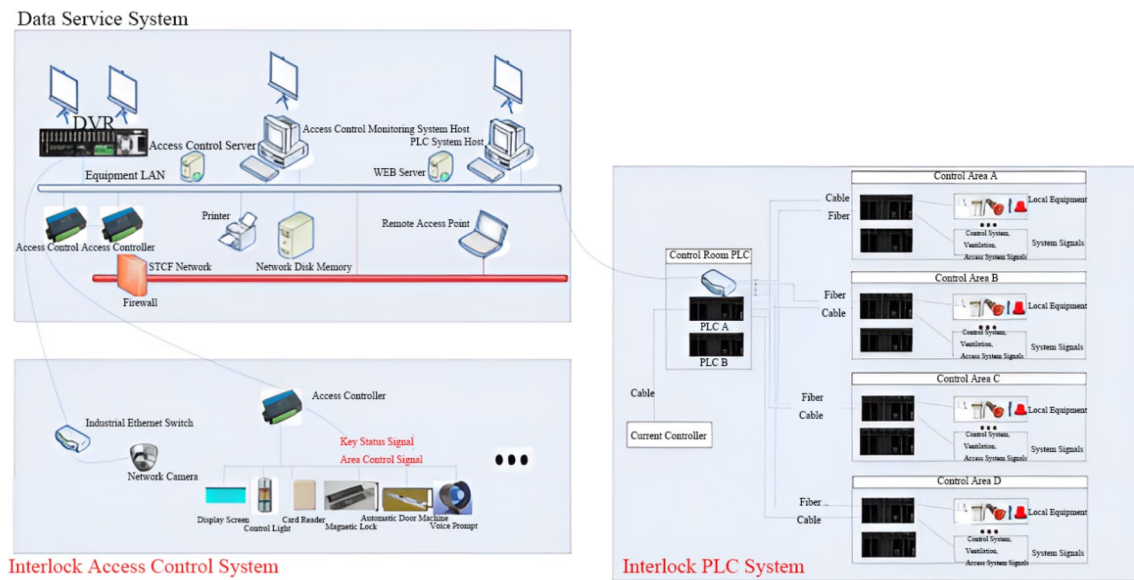 Data Service System
DVR
Access Control Server
Access Control Monitoring System Host
PLC System Host
Equipment LAN
WEB Server
Access Control
Access Controller
Printer
Network Disk Memory
Remote Access Point
STCF Network
Firewall
Access Controller
Industrial Ethernet Switch
Network Camera
Key Status Signal
Area Control Signal
Display Screen
Control Light
Card Reader
Magnetic Lock
Automatic Door Machine
Voice Prompt
Interlock Access Control System
Control Room PLC
PLC A
PLC B
Cable
Current Controller
Control Area A
Cable
Fiber
Local Equipment
Control System,
Ventilation,
Access System Signals
System Signals
Control Area B
Fiber
Cable
Local Equipment
Control System,
Ventilation,
Access System Signals
System Signals
Control Area C
Fiber
Cable
Local Equipment
Control System,
Ventilation,
Access System Signals
System Signals
Control Area D
Fiber
Cable
Local Equipment
Control System,
Ventilation,
Access System Signals
System Signals
Interlock PLC System